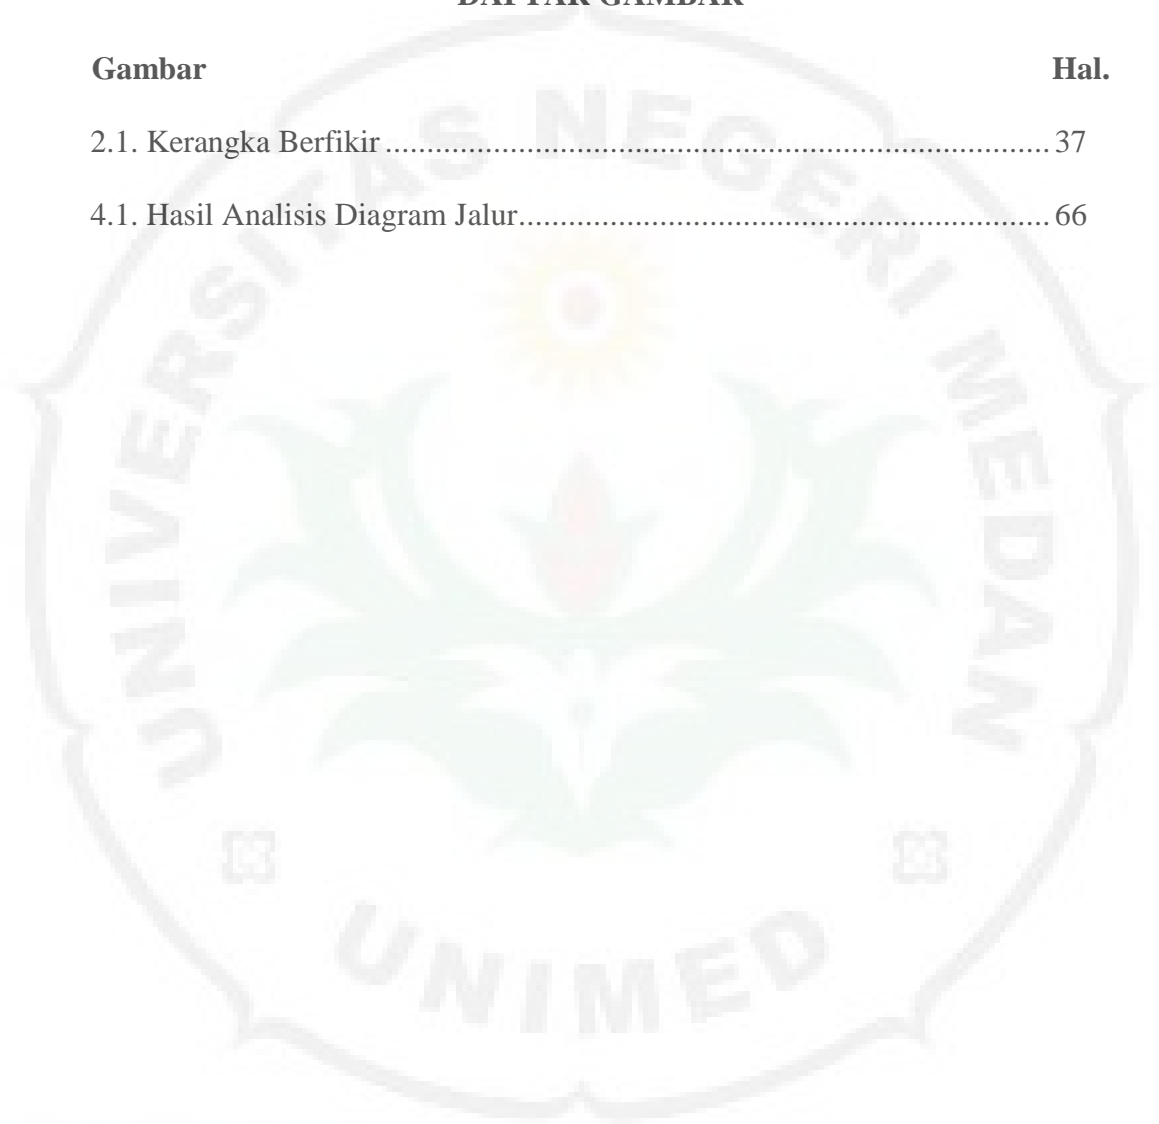 DAFTAR GAMBAR
Gambar Hal.
2.1. Kerangka Berfikir ................................................................................ 37
4.1. Hasil Analisis Diagram Jalur................................................................ 66
UNIVERSITAS NEGERI MEDAN
UNIMED